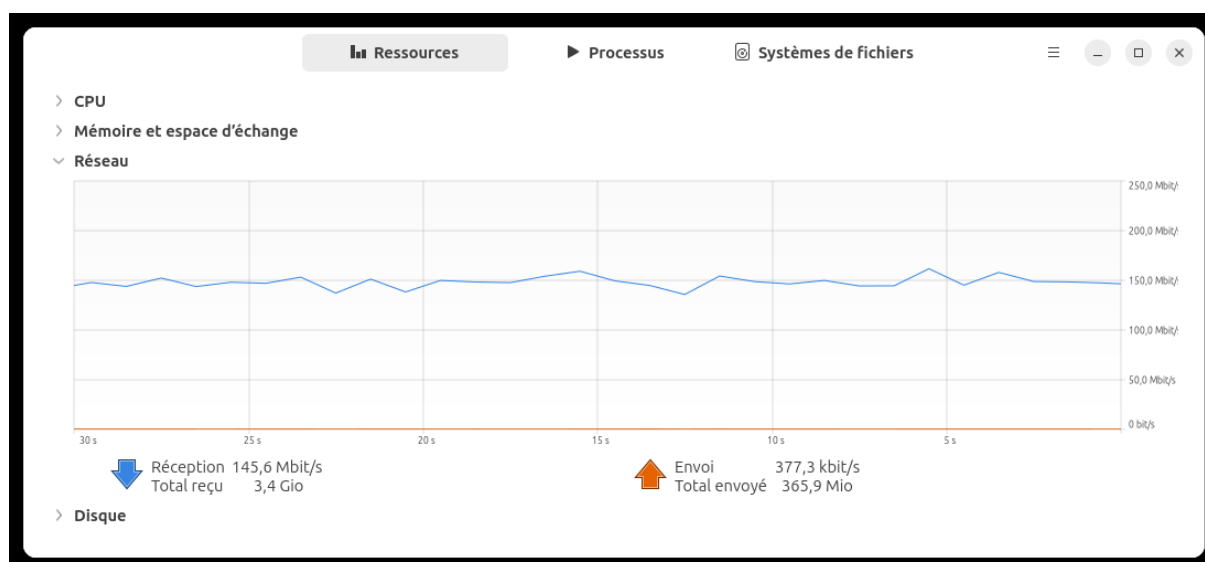 Ressources Processus Systèmes de fichiers
CPU
Mémoire et espace d'échange
Réseau
250,0 Mbit/s
200,0 Mbit/s
150,0 Mbit/s
100,0 Mbit/s
50,0 Mbit/s
0 bit/s
30 s 25 s 20 s 15 s 10 s 5 s
Réception 145,6 Mbit/s Envoi 377,3 kbit/s
Total reçu 3,4 Gio Total envoyé 365,9 Mio
Disque